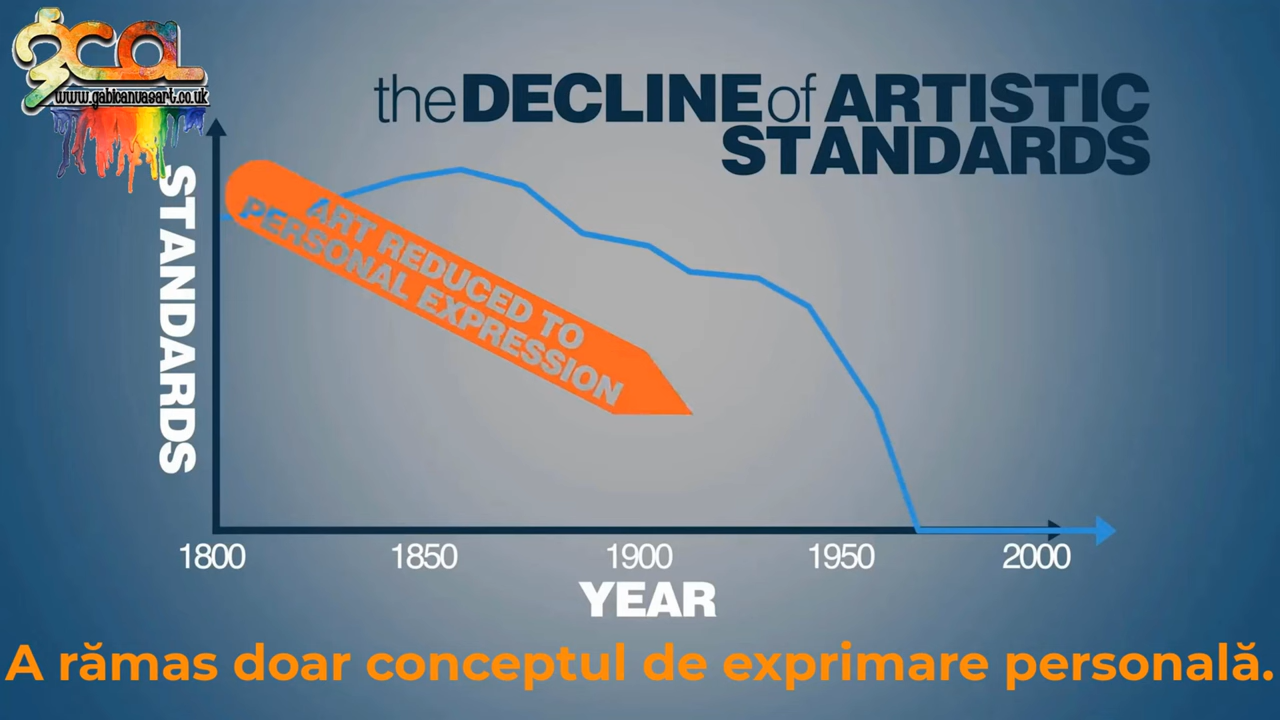 gca
www.gabicanvasart.co.uk
the DECLINE of ARTISTIC
STANDARDS
STANDARDS
ART REDUCED TO
PERSONAL EXPRESSION
1800 1850 1900 1950 2000
YEAR
A rămas doar conceptul de exprimare personală.